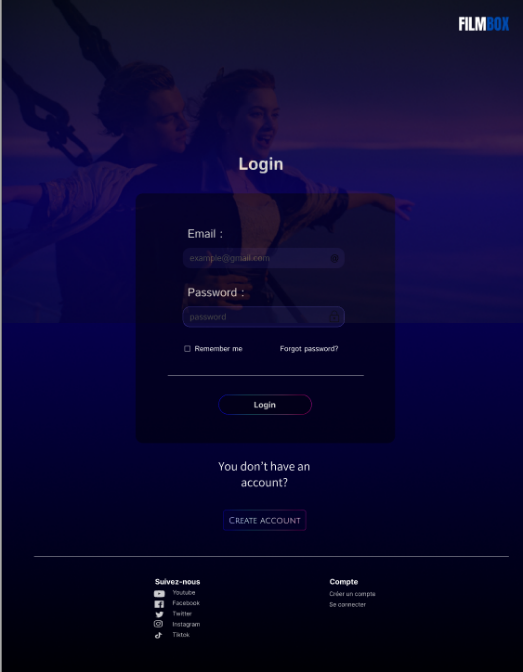 FILMBOX
Login
Email :
example@gmail.com
Password :
password
Remember me
Forgot password?
Login
You don't have an
account?
CREATE ACCOUNT
Suivez-nous
Youtube
Facebook
Twitter
Instagram
Tiktok
Compte
Créer un compte
Se connecter